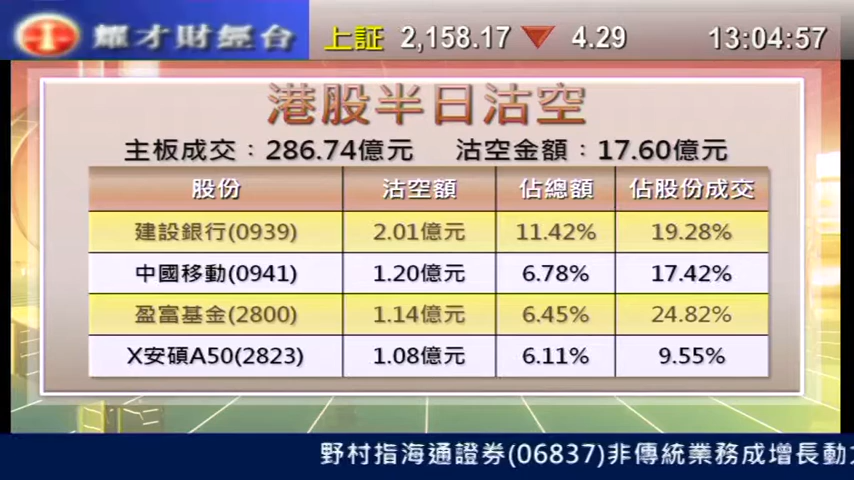 耀才財經台 上証 2,158.17 4.29 13:04:57
港股半日沽空
主板成交：286.74億元 沽空金額：17.60億元
股份 沽空額 佔總額 佔股份成交
建設銀行(0939) 2.01億元 11.42% 19.28%
中國移動(0941) 1.20億元 6.78% 17.42%
盈富基金(2800) 1.14億元 6.45% 24.82%
X安碩A50(2823) 1.08億元 6.11% 9.55%
野村指海通證券(06837)非傳統業務成增長動